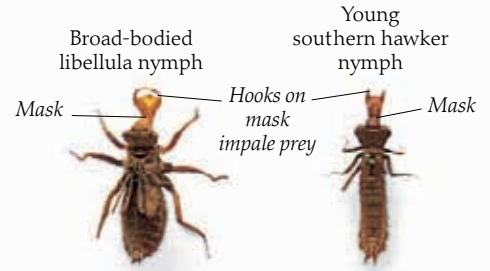 Broad-bodied
libellula nymph
Young
southern hawker
nymph
Mask
Hooks on
mask
impale prey
Mask